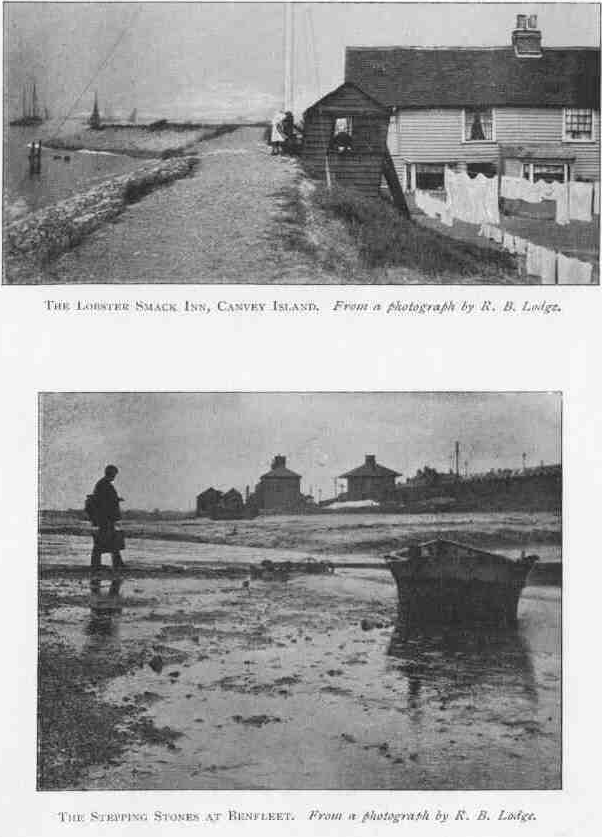 The Lobster Smack Inn, Canvey Island. From a photograph by R. B. Lodge.
The Stepping Stones at Benfleet. From a photograph by R. B. Lodge.